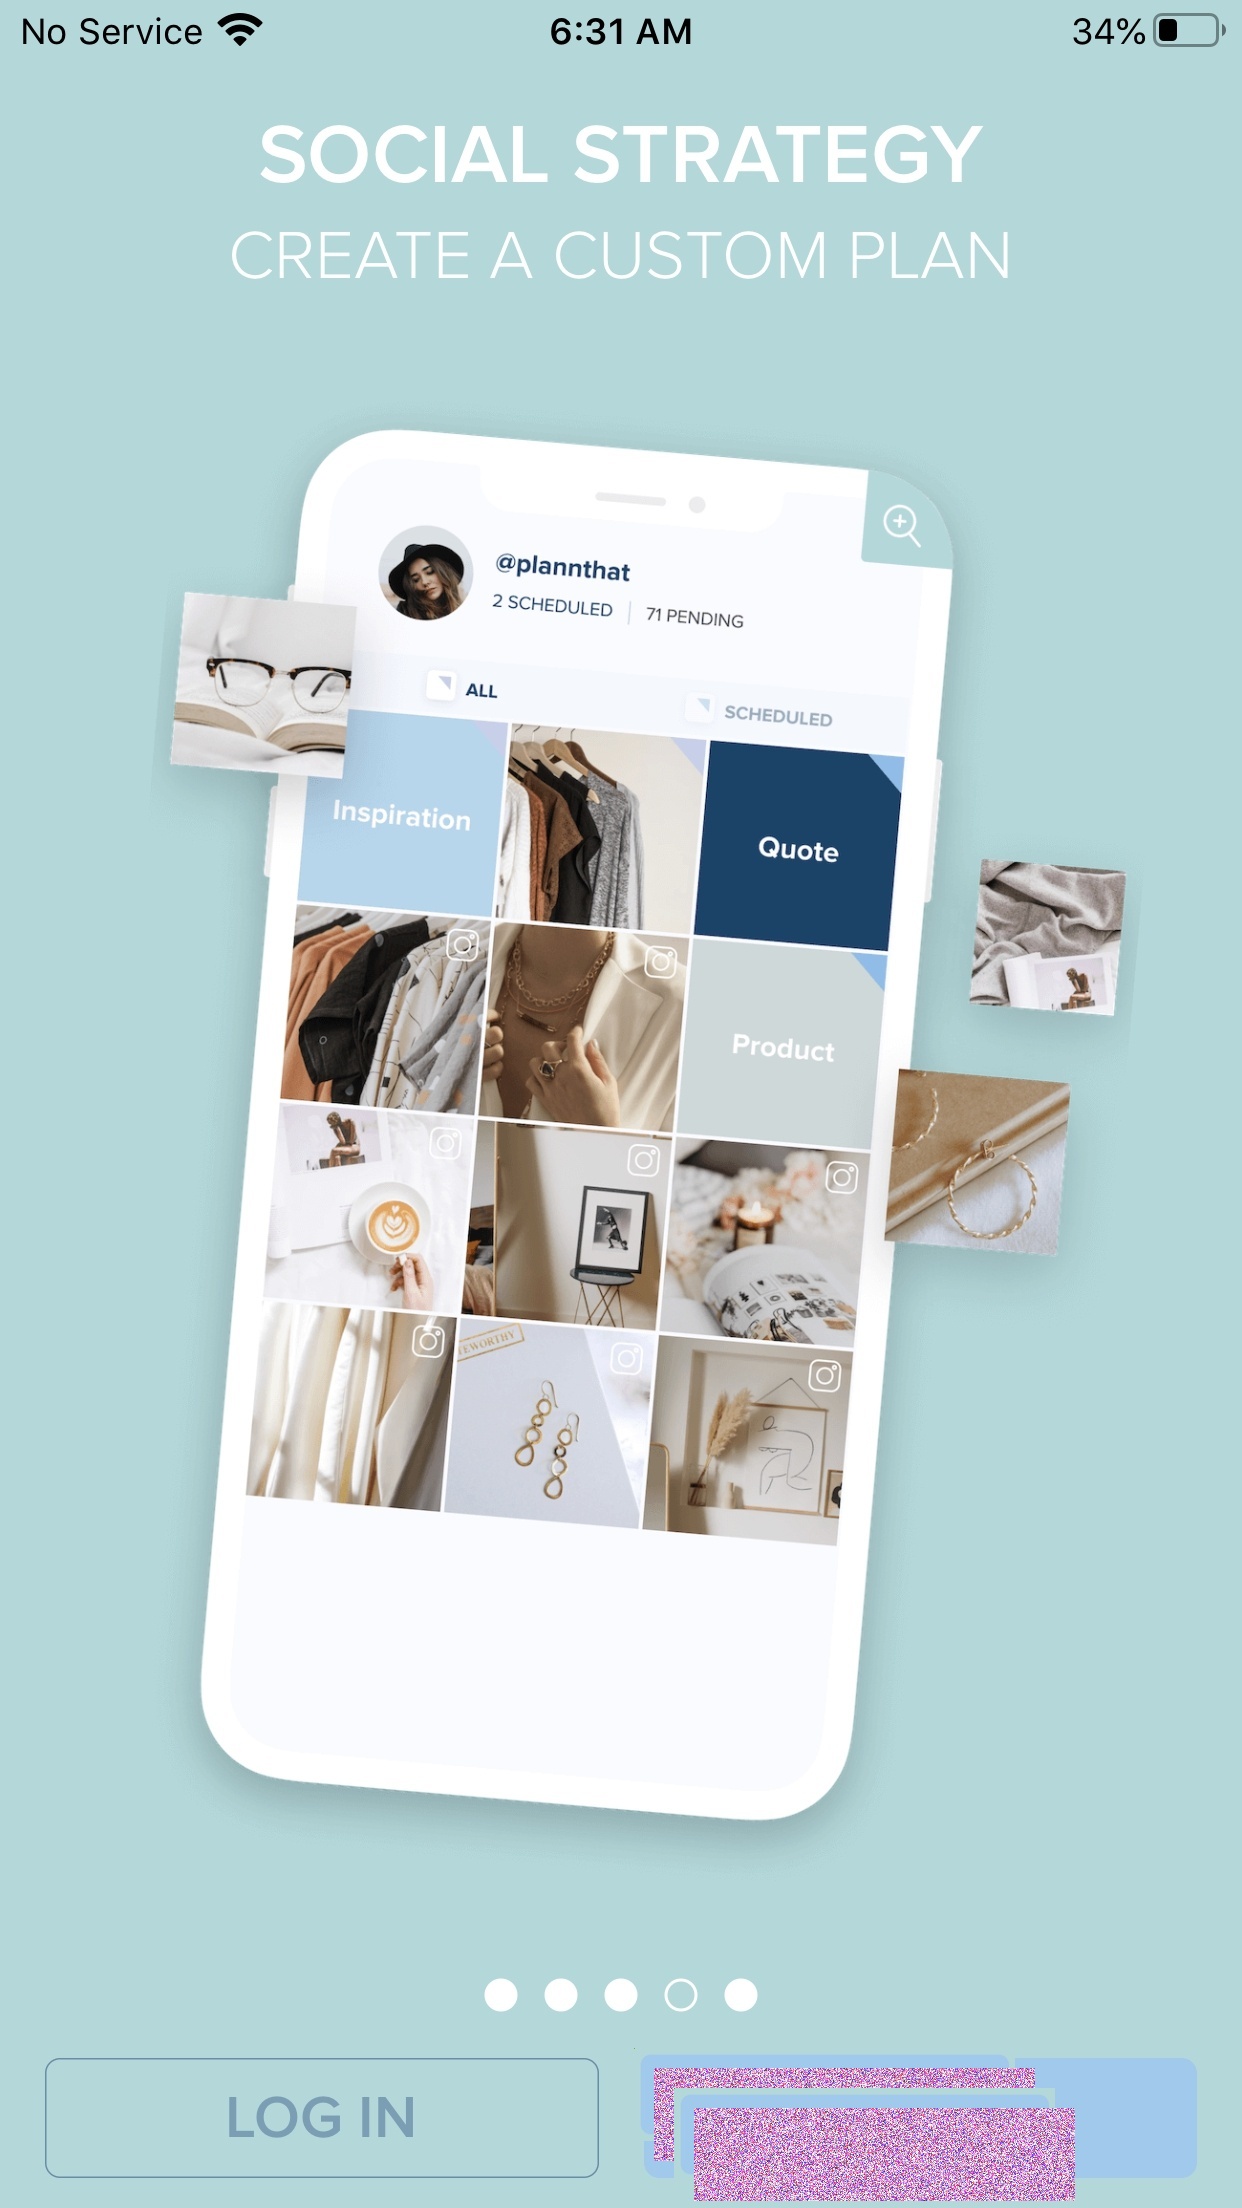 No Service
6:31 AM
34%
SOCIAL STRATEGY
CREATE A CUSTOM PLAN
@plannthat
2 SCHEDULED
71 PENDING
ALL
SCHEDULED
Inspiration
Quote
Product
EWORTHY
LOG IN